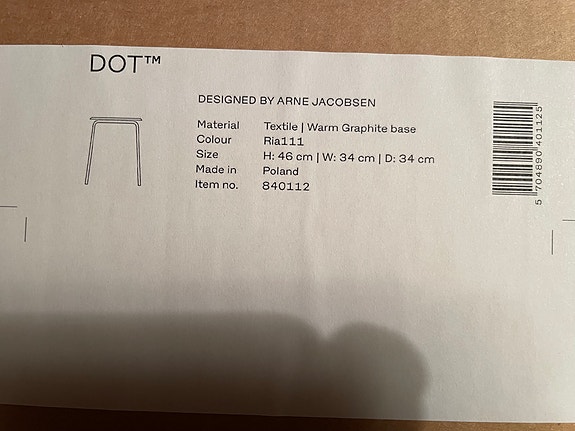 DOT™
DESIGNED BY ARNE JACOBSEN
Material Textile | Warm Graphite base
Colour Ria111
Size H: 46 cm | W: 34 cm | D: 34 cm
Made in Poland
Item no. 840112
5 704890 401125